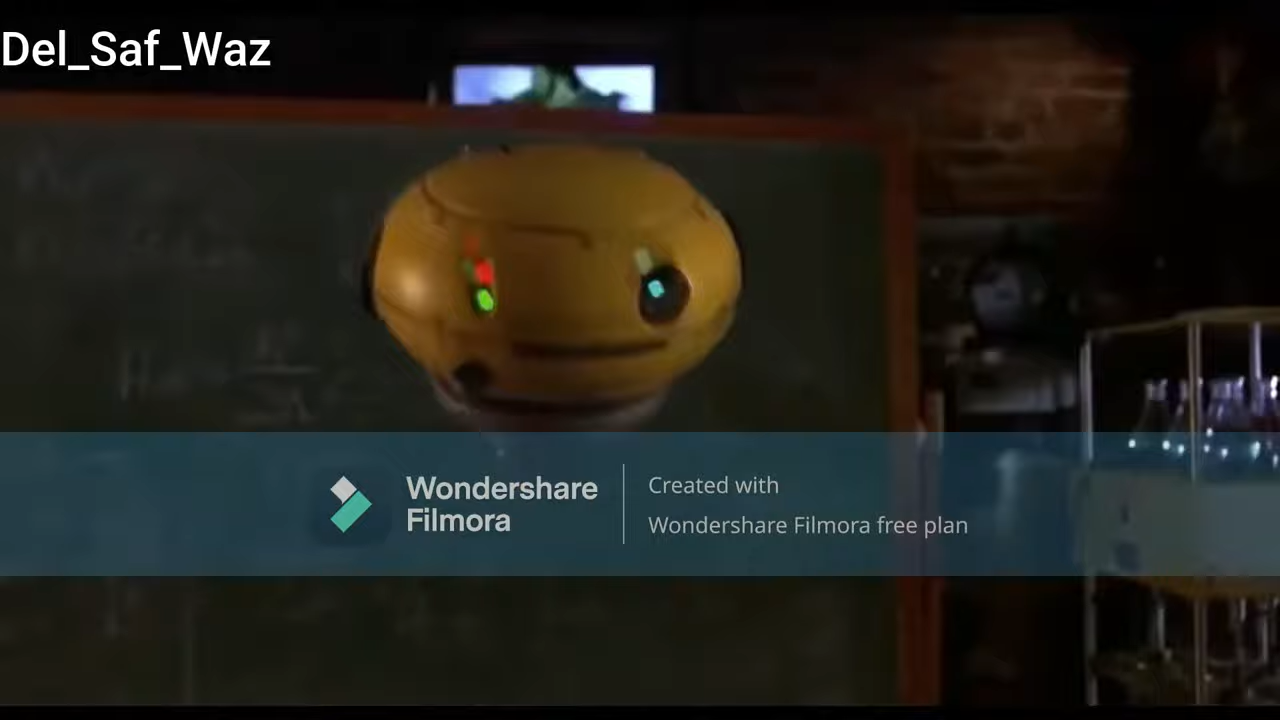 Del_Saf_Waz
Wondershare
Filmora
Created with
Wondershare Filmora free plan